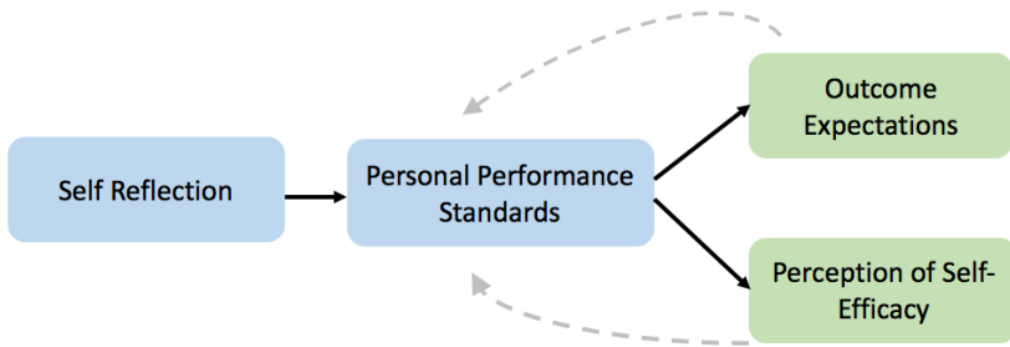 Self Reflection
Personal Performance
Standards
Outcome
Expectations
Perception of Self-
Efficacy